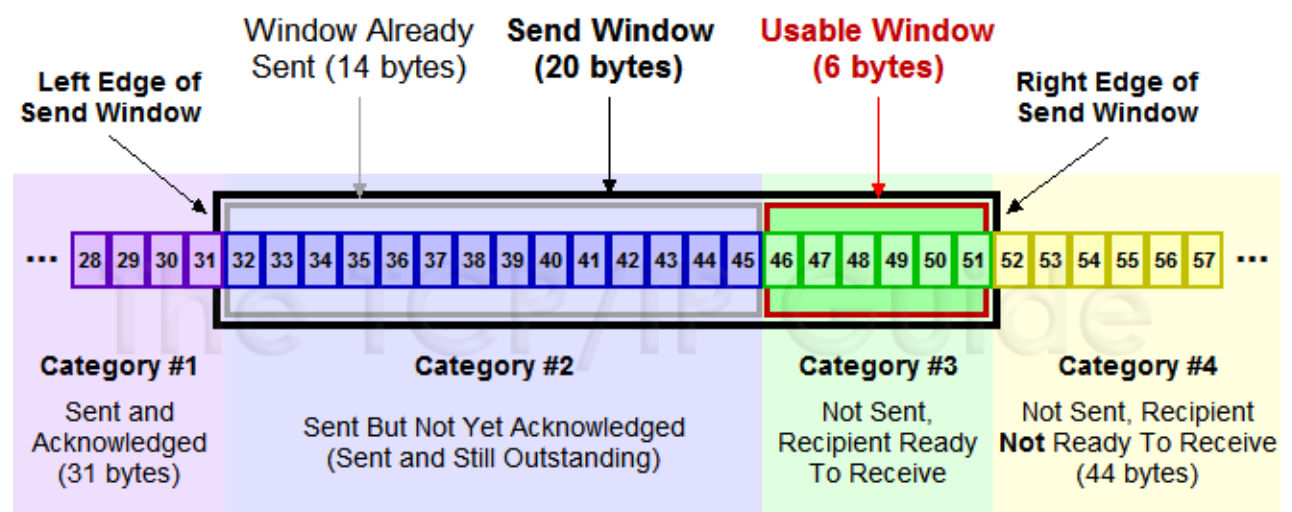 Window Already
Sent (14 bytes)
Send Window
(20 bytes)
Usable Window
(6 bytes)
Left Edge of
Send Window
Right Edge of
Send Window
... 28 29 30 31 32 33 34 35 36 37 38 39 40 41 42 43 44 45 46 47 48 49 50 51 52 53 54 55 56 57 ...
The TCP/IP Guide
Category #1
Sent and
Acknowledged
(31 bytes)
Category #2
Sent But Not Yet Acknowledged
(Sent and Still Outstanding)
Category #3
Not Sent,
Recipient Ready
To Receive
Category #4
Not Sent, Recipient
Not Ready To Receive
(44 bytes)